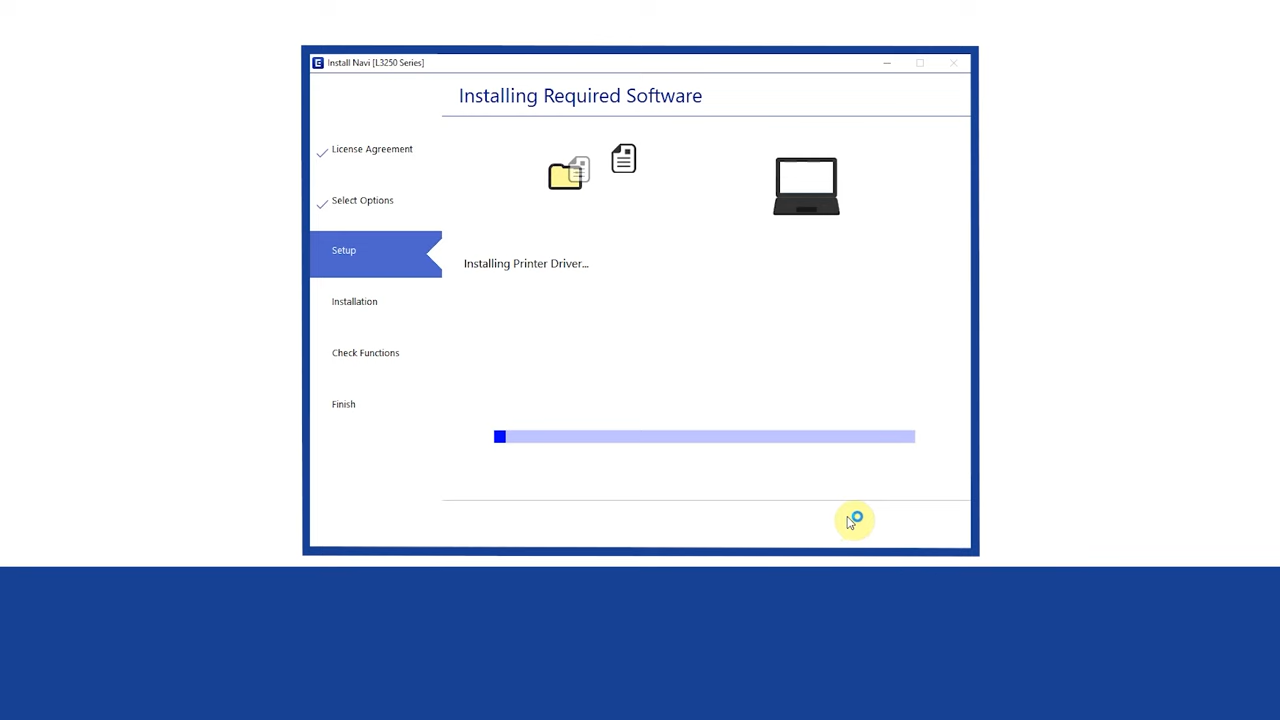 Install Navi [L3250 Series]
Installing Required Software
License Agreement
Select Options
Setup
Installing Printer Driver...
Installation
Check Functions
Finish